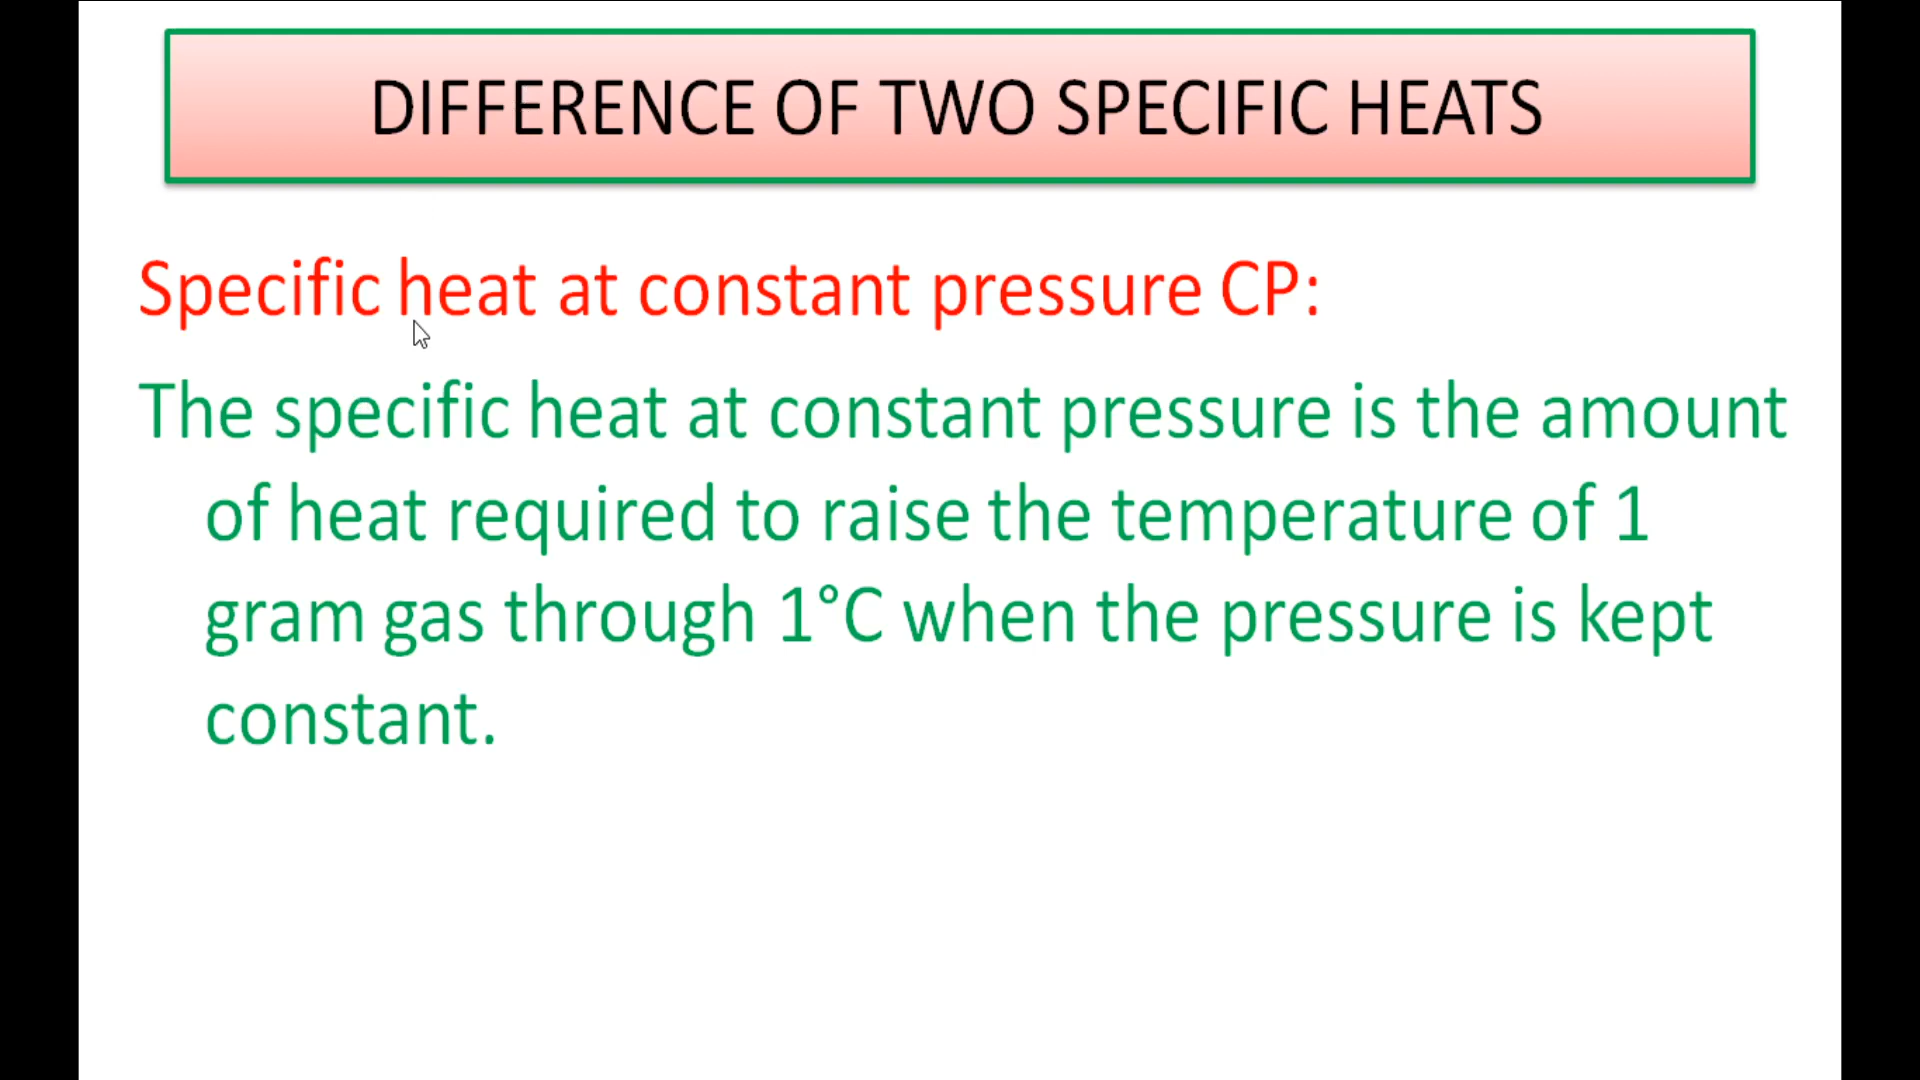 DIFFERENCE OF TWO SPECIFIC HEATS
Specific heat at constant pressure CP:
The specific heat at constant pressure is the amount
of heat required to raise the temperature of 1
gram gas through 1°C when the pressure is kept
constant.